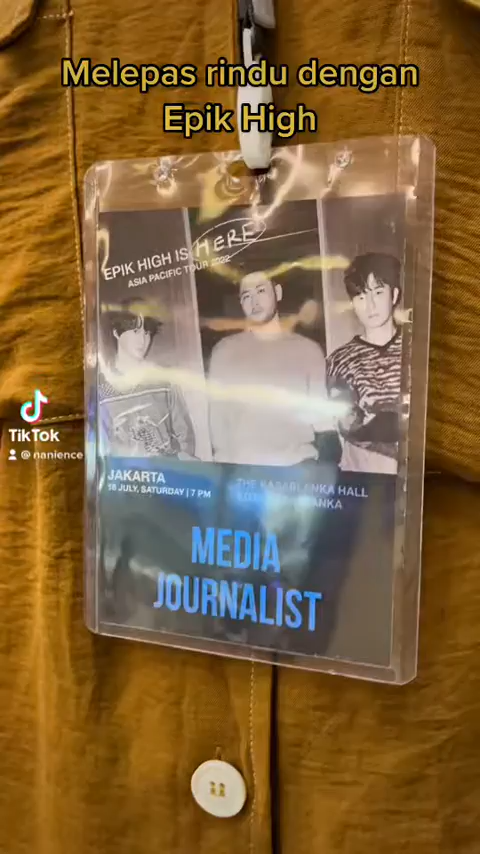 Melepas rindu dengan
Epik High
EPIK HIGH IS HERE
ASIA PACIFIC TOUR 2022
TikTok
@ nanience
JAKARTA
16 JULY, SATURDAY | 7 PM
THE KASABLANKA HALL
MEDIA
JOURNALIST